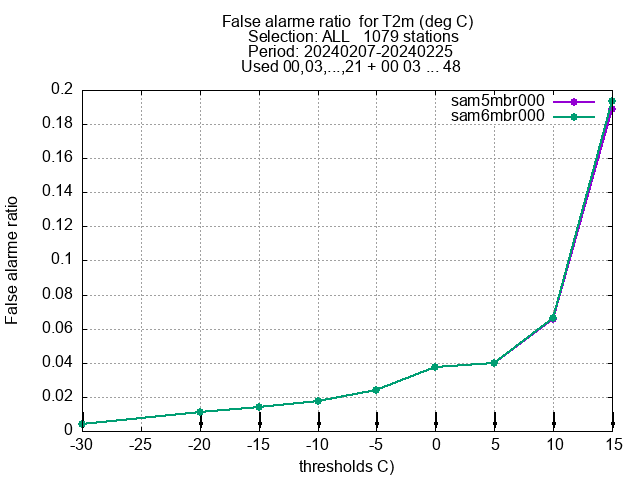 False alarme ratio  for T2m (deg C)
Selection: ALL   1079 stations
Period: 20240207-20240225
Used 00,03,...,21 + 00 03 ... 48
sam5mbr000
sam6mbr000
False alarme ratio
0.2
0.18
0.16
0.14
0.12
0.1
0.08
0.06
0.04
0.02
0
-30 -25 -20 -15 -10 -5 0 5 10 15
thresholds C)